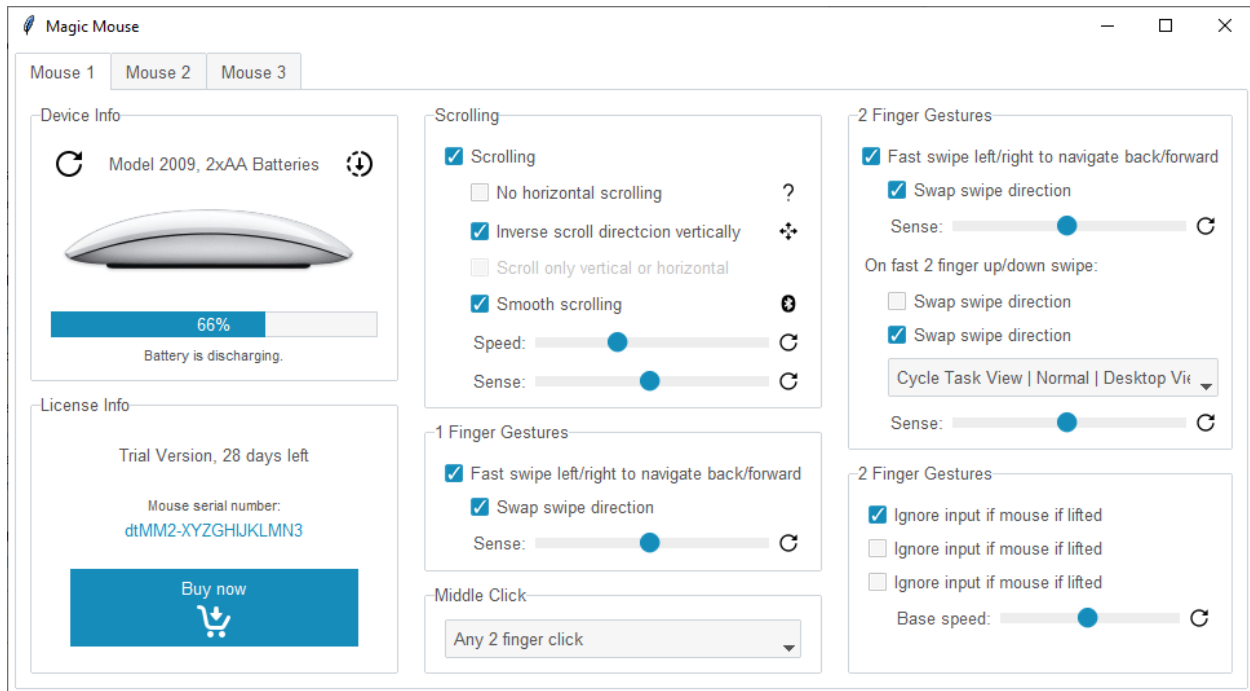 Magic Mouse
Mouse 1
Mouse 2
Mouse 3
Device Info
Model 2009, 2xAA Batteries
66%
Battery is discharging.
License Info
Trial Version, 28 days left
Mouse serial number:
dtMM2-XYZGHIJKLMN3
Buy now
Scrolling
Scrolling
No horizontal scrolling
?
Inverse scroll directcion vertically
Scroll only vertical or horizontal
Smooth scrolling
Speed:
Sense:
1 Finger Gestures
Fast swipe left/right to navigate back/forward
Swap swipe direction
Sense:
Middle Click
Any 2 finger click
2 Finger Gestures
Fast swipe left/right to navigate back/forward
Swap swipe direction
Sense:
On fast 2 finger up/down swipe:
Swap swipe direction
Swap swipe direction
Cycle Task View | Normal | Desktop Vie
Sense:
2 Finger Gestures
Ignore input if mouse if lifted
Ignore input if mouse if lifted
Ignore input if mouse if lifted
Base speed: